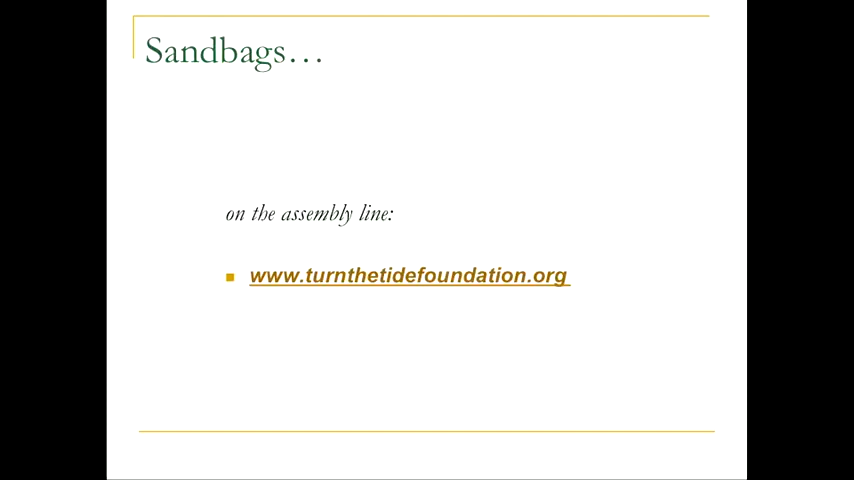 Sandbags…
on the assembly line:
www.turnthetidefoundation.org